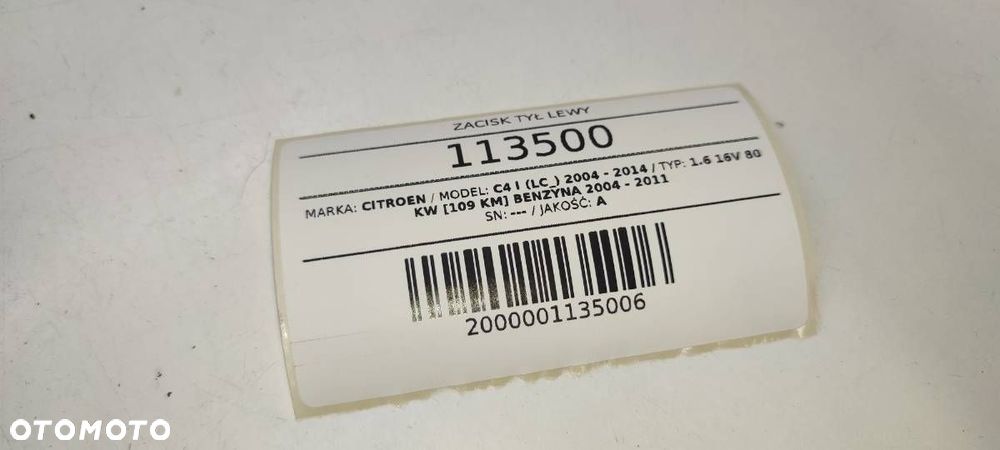 ZACISK TYŁ LEWY
113500
MARKA: CITROEN / MODEL: C4 I (LC_) 2004 - 2014 / TYP: 1.6 16V 80
KW [109 KM] BENZYNA 2004 - 2011
SN: --- / JAKOŚĆ: A
2000001135006
OTOMOTO